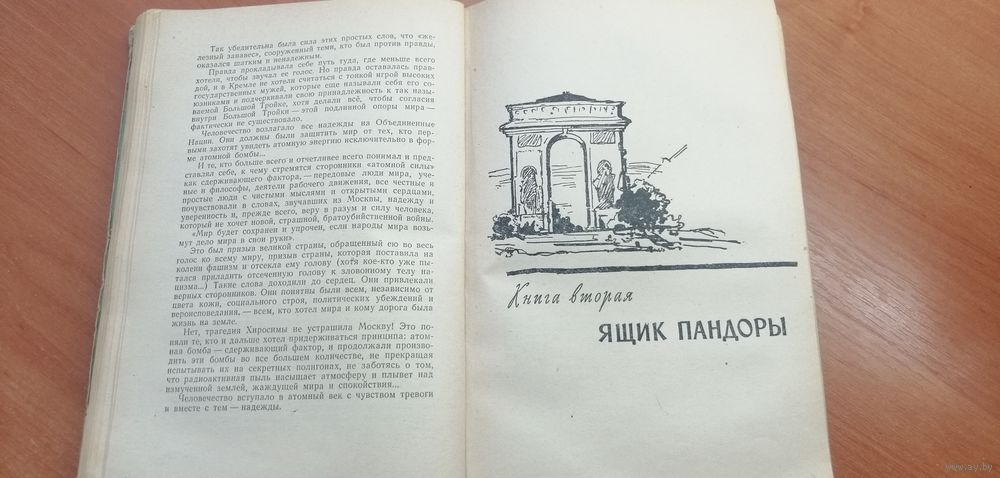 Так убедительна была сила этих простых слов, что «же-
лезный занавес», сооруженный теми, кто был против правды,
оказался шатким и ненадежным.
Правда прокладывала себе путь туда, где меньше всего
хотели, чтобы звучал ее голос. Но правда оставалась прав-
дой, и в Кремле не хотели считаться с тонкой игрой высоких
государственных мужей, которые еще называли себя его со-
юзниками и подчеркивали свою принадлежность к так назы-
ваемой Большой Тройке, хотя делали всё, чтобы согласия
внутри Большой Тройки — этой подлинной опоры мира —
фактически не существовало.
Человечество возлагало все надежды на Объединенные
Нации. Они должны были защитить мир от тех, кто пер-
выми захотят увидеть атомную энергию исключительно в фор-
ме атомной бомбы...
И те, кто больше всего и отчетливее всего понимал и пред-
ставлял себе, к чему стремятся сторонники «атомной силы»
как сдерживающего фактора, — передовые люди мира, уче-
ные и философы, деятели рабочего движения, все честные и
простые люди с чистыми мыслями и открытыми сердцами,
почувствовали в словах, звучавших из Москвы, надежду и
уверенность и, прежде всего, веру в разум и силу человека,
который не хочет новой, страшной, братоубийственной войны.
«Мир будет сохранен и упрочен, если народы мира возь-
мут дело мира в свои руки».
Это был призыв великой страны, обращенный ею во весь
голос ко всему миру, призыв страны, которая поставила на
колени фашизм и отсекла ему голову (хотя кое-кто уже пы-
тался приладить отсеченную голову к зловонному телу на-
цизма...) Такие слова доходили до сердец. Они привлекали
верных сторонников. Они понятны были всем, независимо от
цвета кожи, социального строя, политических убеждений и
вероисповедания, — всем, кто хотел мира и кому дорога была
жизнь на земле.
Нет, трагедия Хиросимы не устрашила Москву! Это по-
няли те, кто и дальше хотел придерживаться принципа: атом-
ная бомба — сдерживающий фактор, и продолжали произво-
дить эти бомбы во все большем количестве, не прекращая
испытывать их на секретных полигонах, не заботясь о том,
что радиоактивная пыль насыщает атмосферу и плывет над
измученной землей, жаждущей мира и спокойствия...
Человечество вступало в атомный век с чувством тревоги
и вместе с тем — надежды.
Книга вторая
ЯЩИК ПАНДОРЫ
www.ay.by